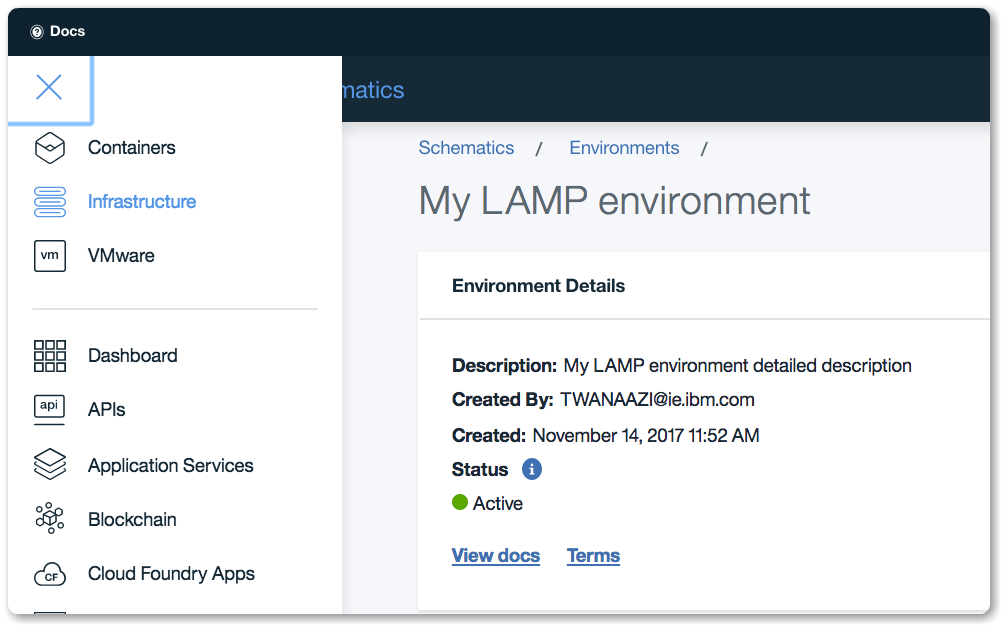 Docs
matics
Containers
Infrastructure
vm VMware
Dashboard
api APIs
Application Services
Blockchain
CF Cloud Foundry Apps
Schematics / Environments /
My LAMP environment
Environment Details
Description: My LAMP environment detailed description
Created By: TWANAAZI@ie.ibm.com
Created: November 14, 2017 11:52 AM
Status
Active
View docs Terms